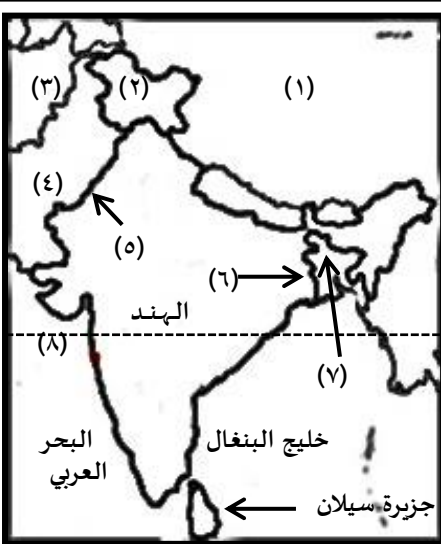 (٣)
(٢)
(١)
(٤)
(٥)
(٦)
الهند
(٨)
(٧)
البحر
العربي
خليج البنغال
جزيرة سيلان